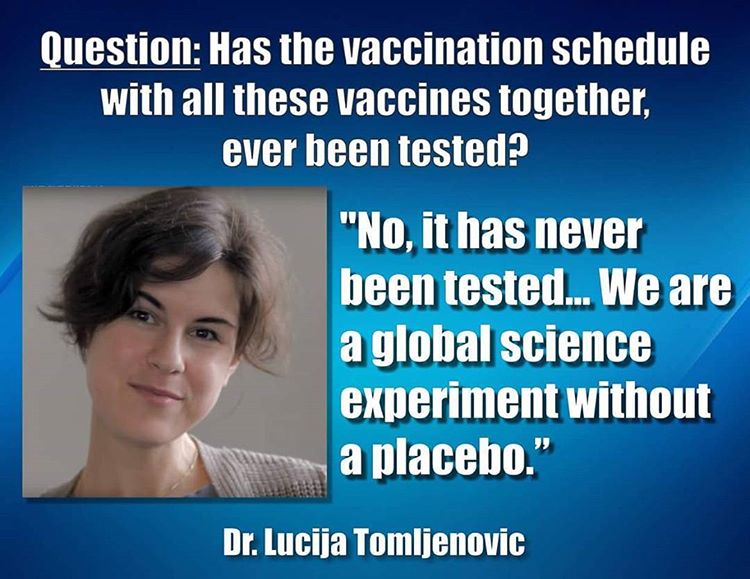 Question: Has the vaccination schedule
with all these vaccines together,
ever been tested?
"No, it has never
been tested... We are
a global science
experiment without
a placebo.”
Dr. Lucija Tomljenovic